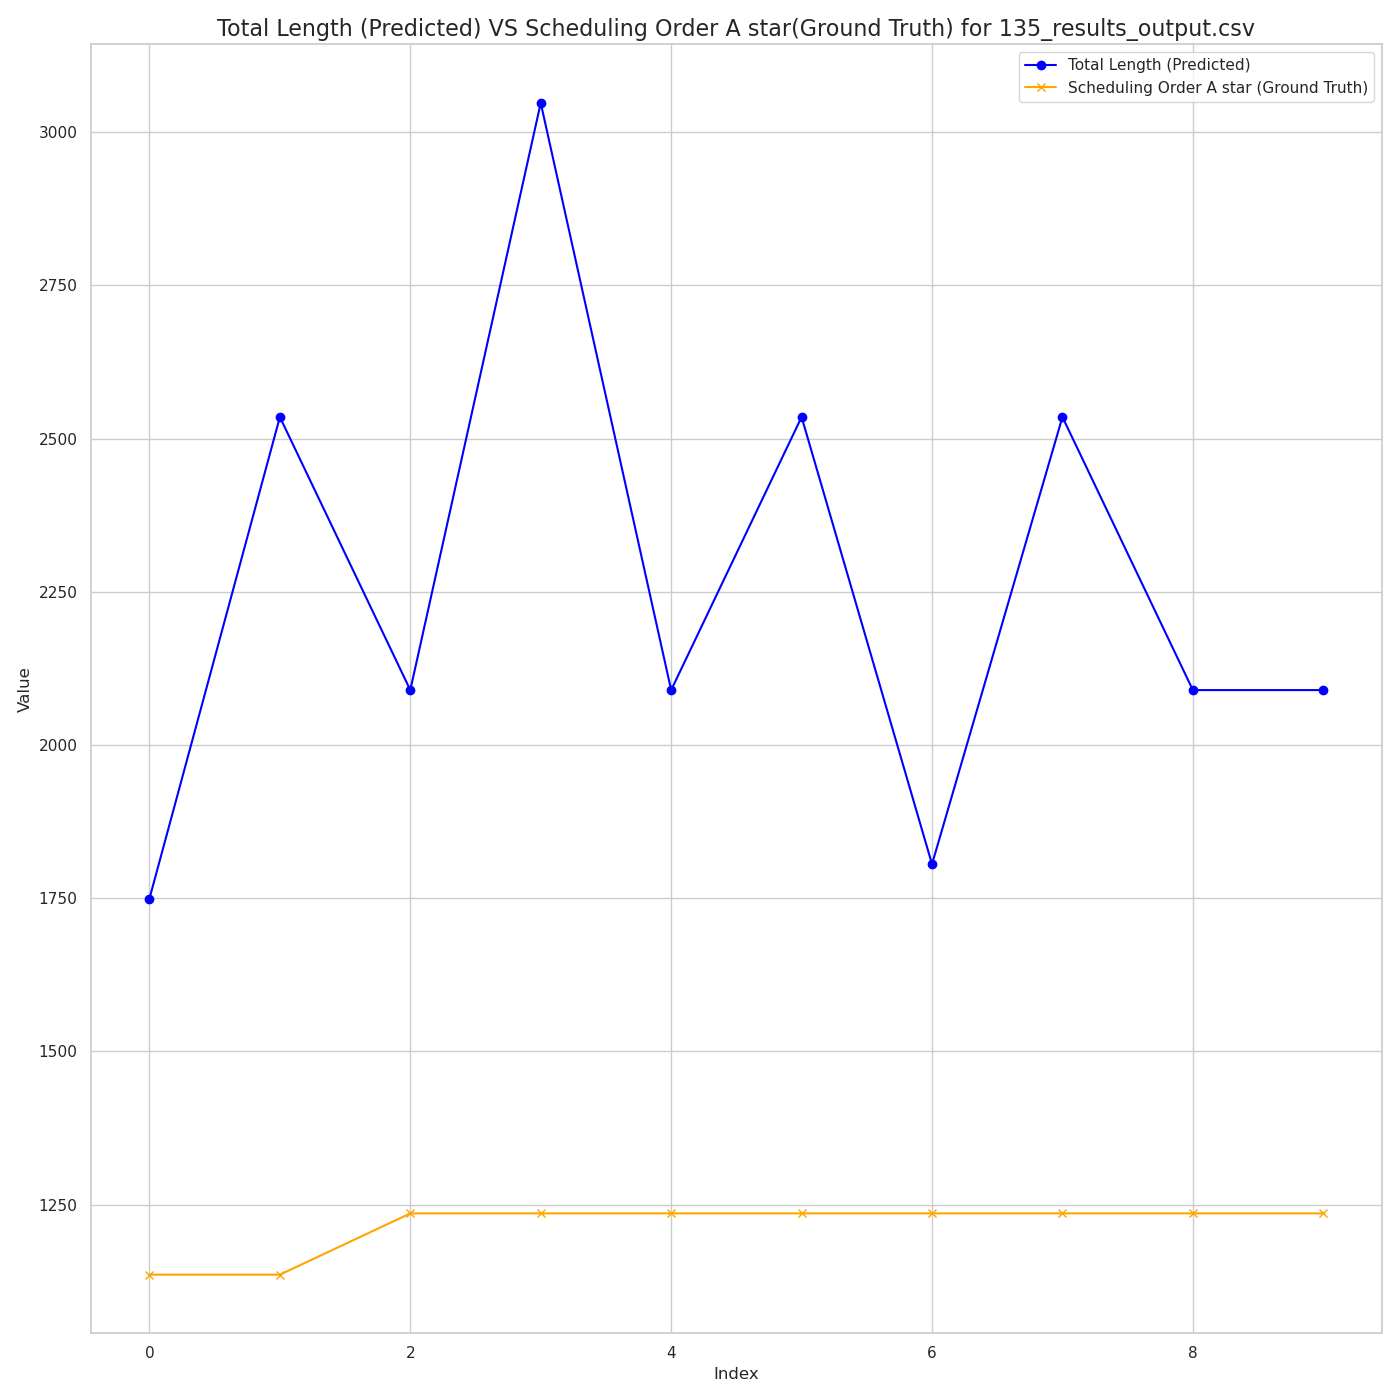 Total Length (Predicted) VS Scheduling Order A star(Ground Truth) for 135_results_output.csv
Total Length (Predicted)
Scheduling Order A star (Ground Truth)
3000
2750
2500
2250
2000
1750
1500
1250
Value
0 2 4 6 8
Index